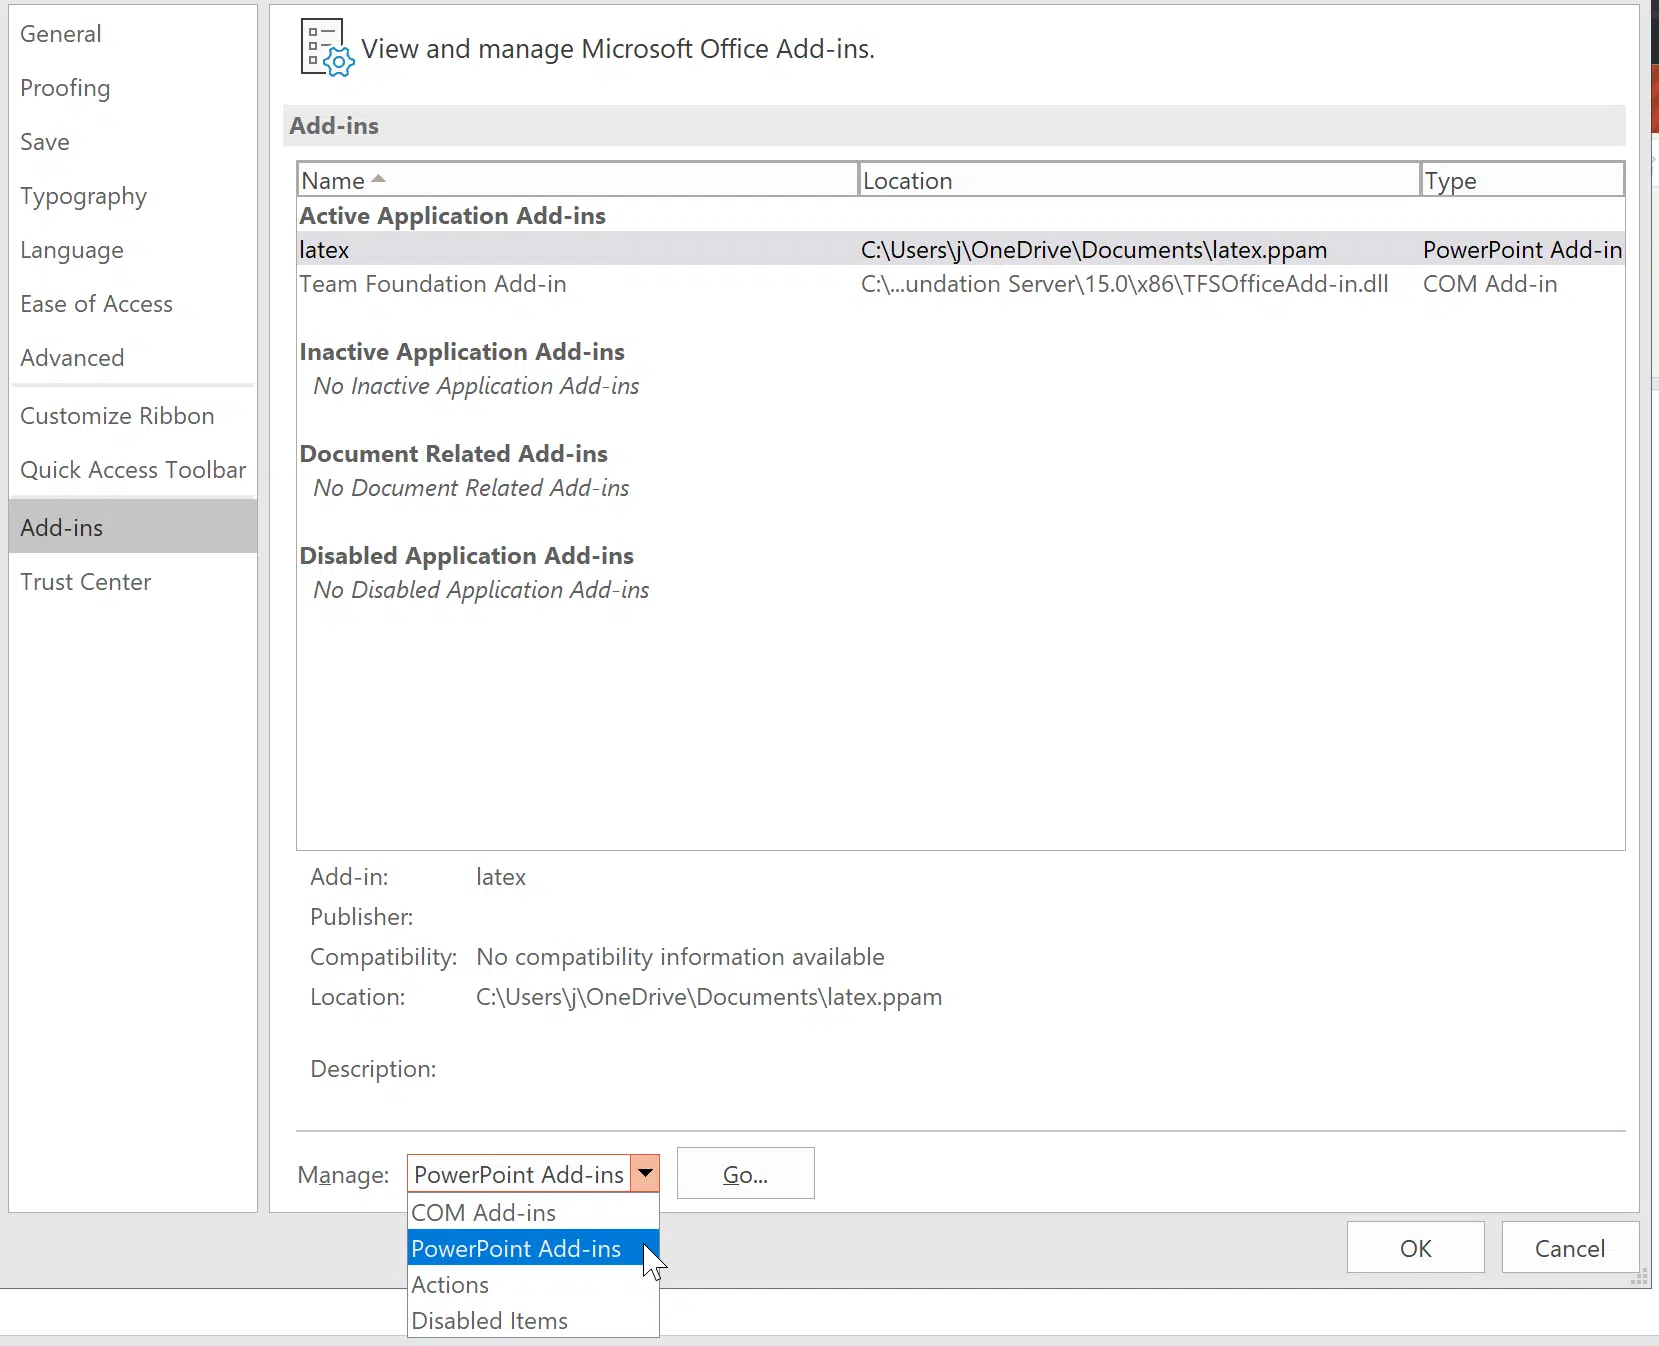 General
Proofing
Save
Typography
Language
Ease of Access
Advanced
Customize Ribbon
Quick Access Toolbar
Add-ins
Trust Center
View and manage Microsoft Office Add-ins.
Add-ins
Name Location Type
Active Application Add-ins
latex C:\Users\j\OneDrive\Documents\latex.ppam PowerPoint Add-in
Team Foundation Add-in C:\...undation Server\15.0\x86\TFSOfficeAdd-in.dll COM Add-in
Inactive Application Add-ins
No Inactive Application Add-ins
Document Related Add-ins
No Document Related Add-ins
Disabled Application Add-ins
No Disabled Application Add-ins
Add-in: latex
Publisher:
Compatibility: No compatibility information available
Location: C:\Users\j\OneDrive\Documents\latex.ppam
Description:
Manage: PowerPoint Add-ins Go...
COM Add-ins
PowerPoint Add-ins
Actions
Disabled Items
OK Cancel